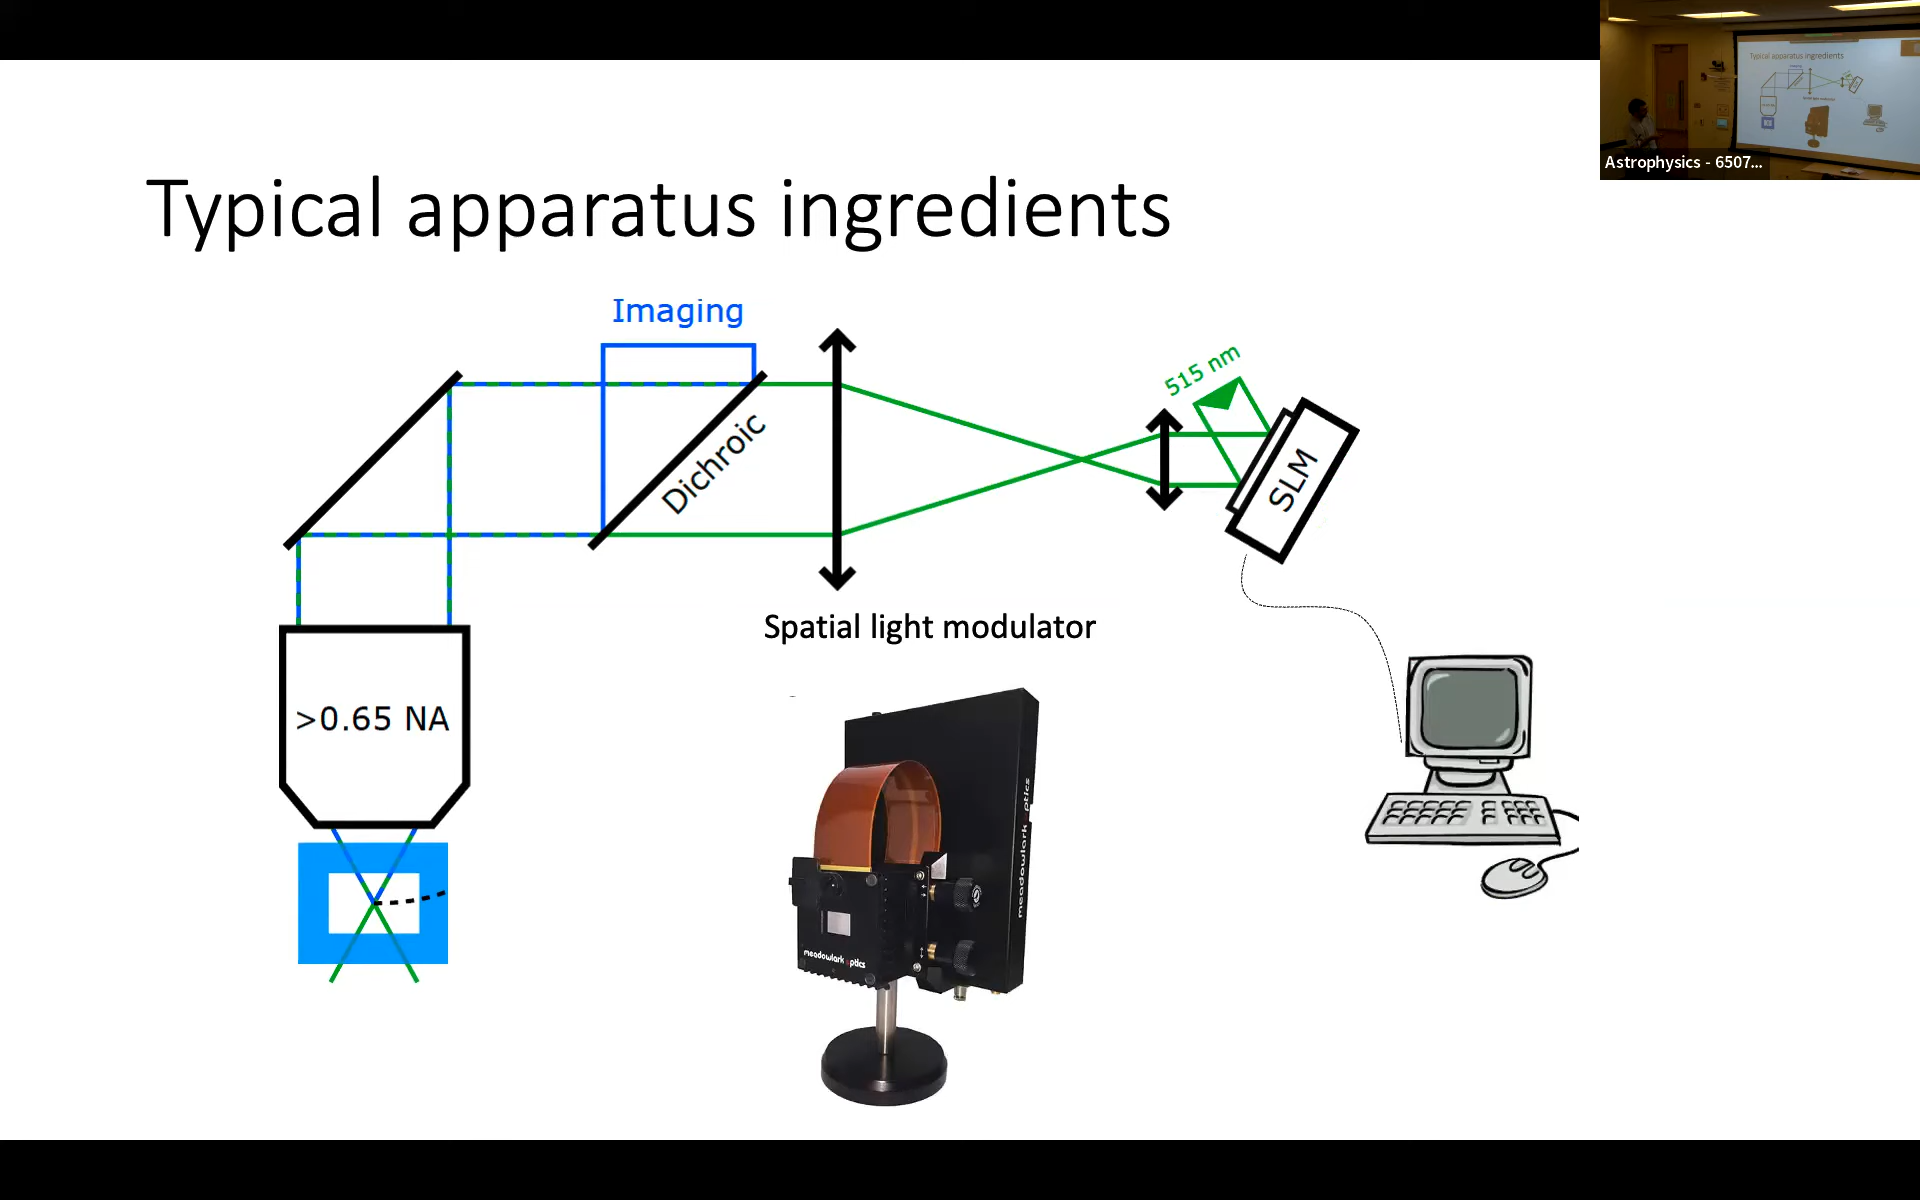 Astrophysics - 6507...
Typical apparatus ingredients
Imaging
515 nm
Dichroic
SLM
Spatial light modulator
>0.65 NA
meadowlark optics
meadowlark optics